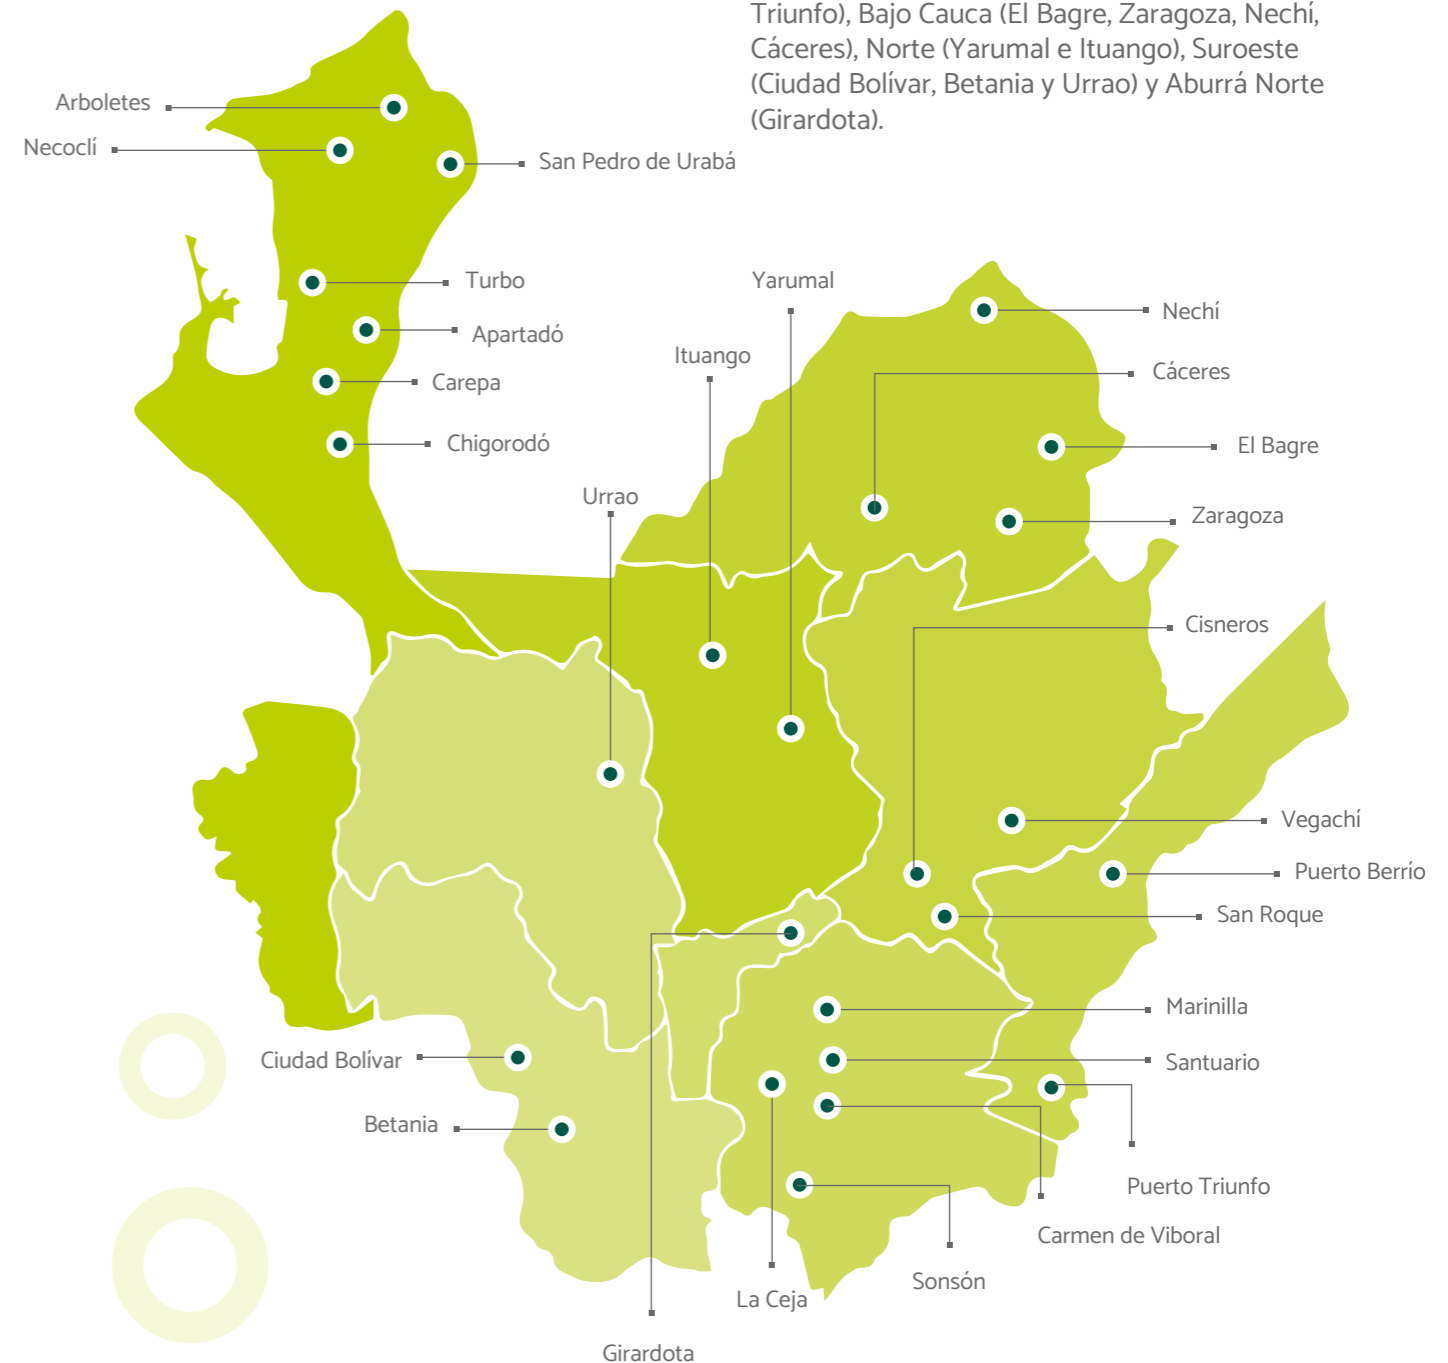 Triunfo), Bajo Cauca (El Bagre, Zaragoza, Nechí,
Cáceres), Norte (Yarumal e Ituango), Suroeste
(Ciudad Bolívar, Betania y Urrao) y Aburrá Norte
(Girardota).
Arboletes
Necoclí
San Pedro de Urabá
Turbo
Apartadó
Carepa
Chigorodó
Yarumal
Ituango
Urrao
Nechí
Cáceres
El Bagre
Zaragoza
Cisneros
Vegachí
Puerto Berrío
San Roque
Marinilla
Santuario
Ciudad Bolívar
Betania
Puerto Triunfo
Carmen de Viboral
Sonsón
La Ceja
Girardota